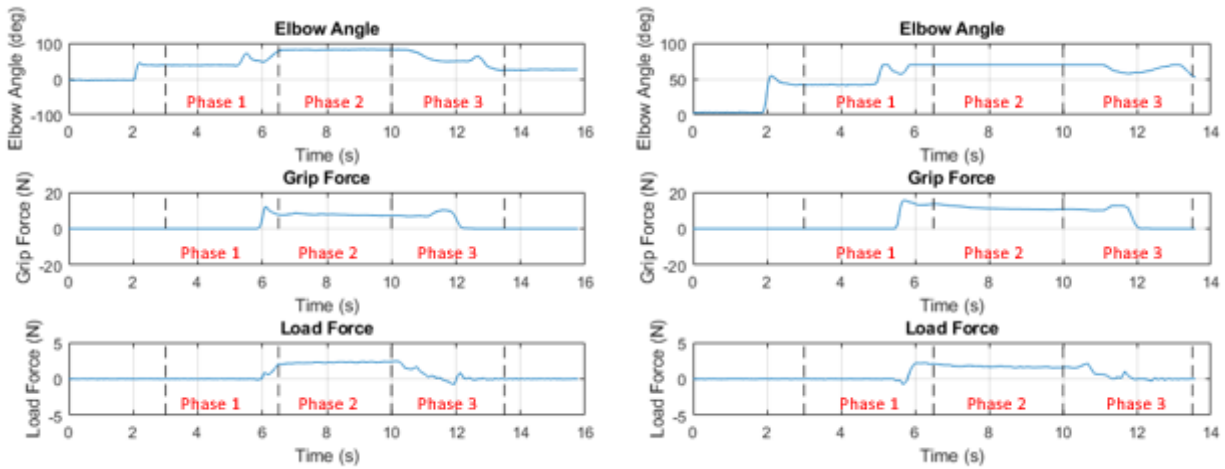 Elbow Angle
Elbow Angle (deg)
100
0
-100
Phase 1 Phase 2 Phase 3
0 2 4 6 8 10 12 14 16
Time (s)
Grip Force
Grip Force (N)
20
0
-20
Phase 1 Phase 2 Phase 3
0 2 4 6 8 10 12 14 16
Time (s)
Load Force
Load Force (N)
5
0
-5
Phase 1 Phase 2 Phase 3
0 2 4 6 8 10 12 14 16
Time (s)
Elbow Angle
Elbow Angle (deg)
100
50
0
Phase 1 Phase 2 Phase 3
0 2 4 6 8 10 12 14
Time (s)
Grip Force
Grip Force (N)
20
0
-20
Phase 1 Phase 2 Phase 3
0 2 4 6 8 10 12 14
Time (s)
Load Force
Load Force (N)
5
0
-5
Phase 1 Phase 2 Phase 3
0 2 4 6 8 10 12 14
Time (s)